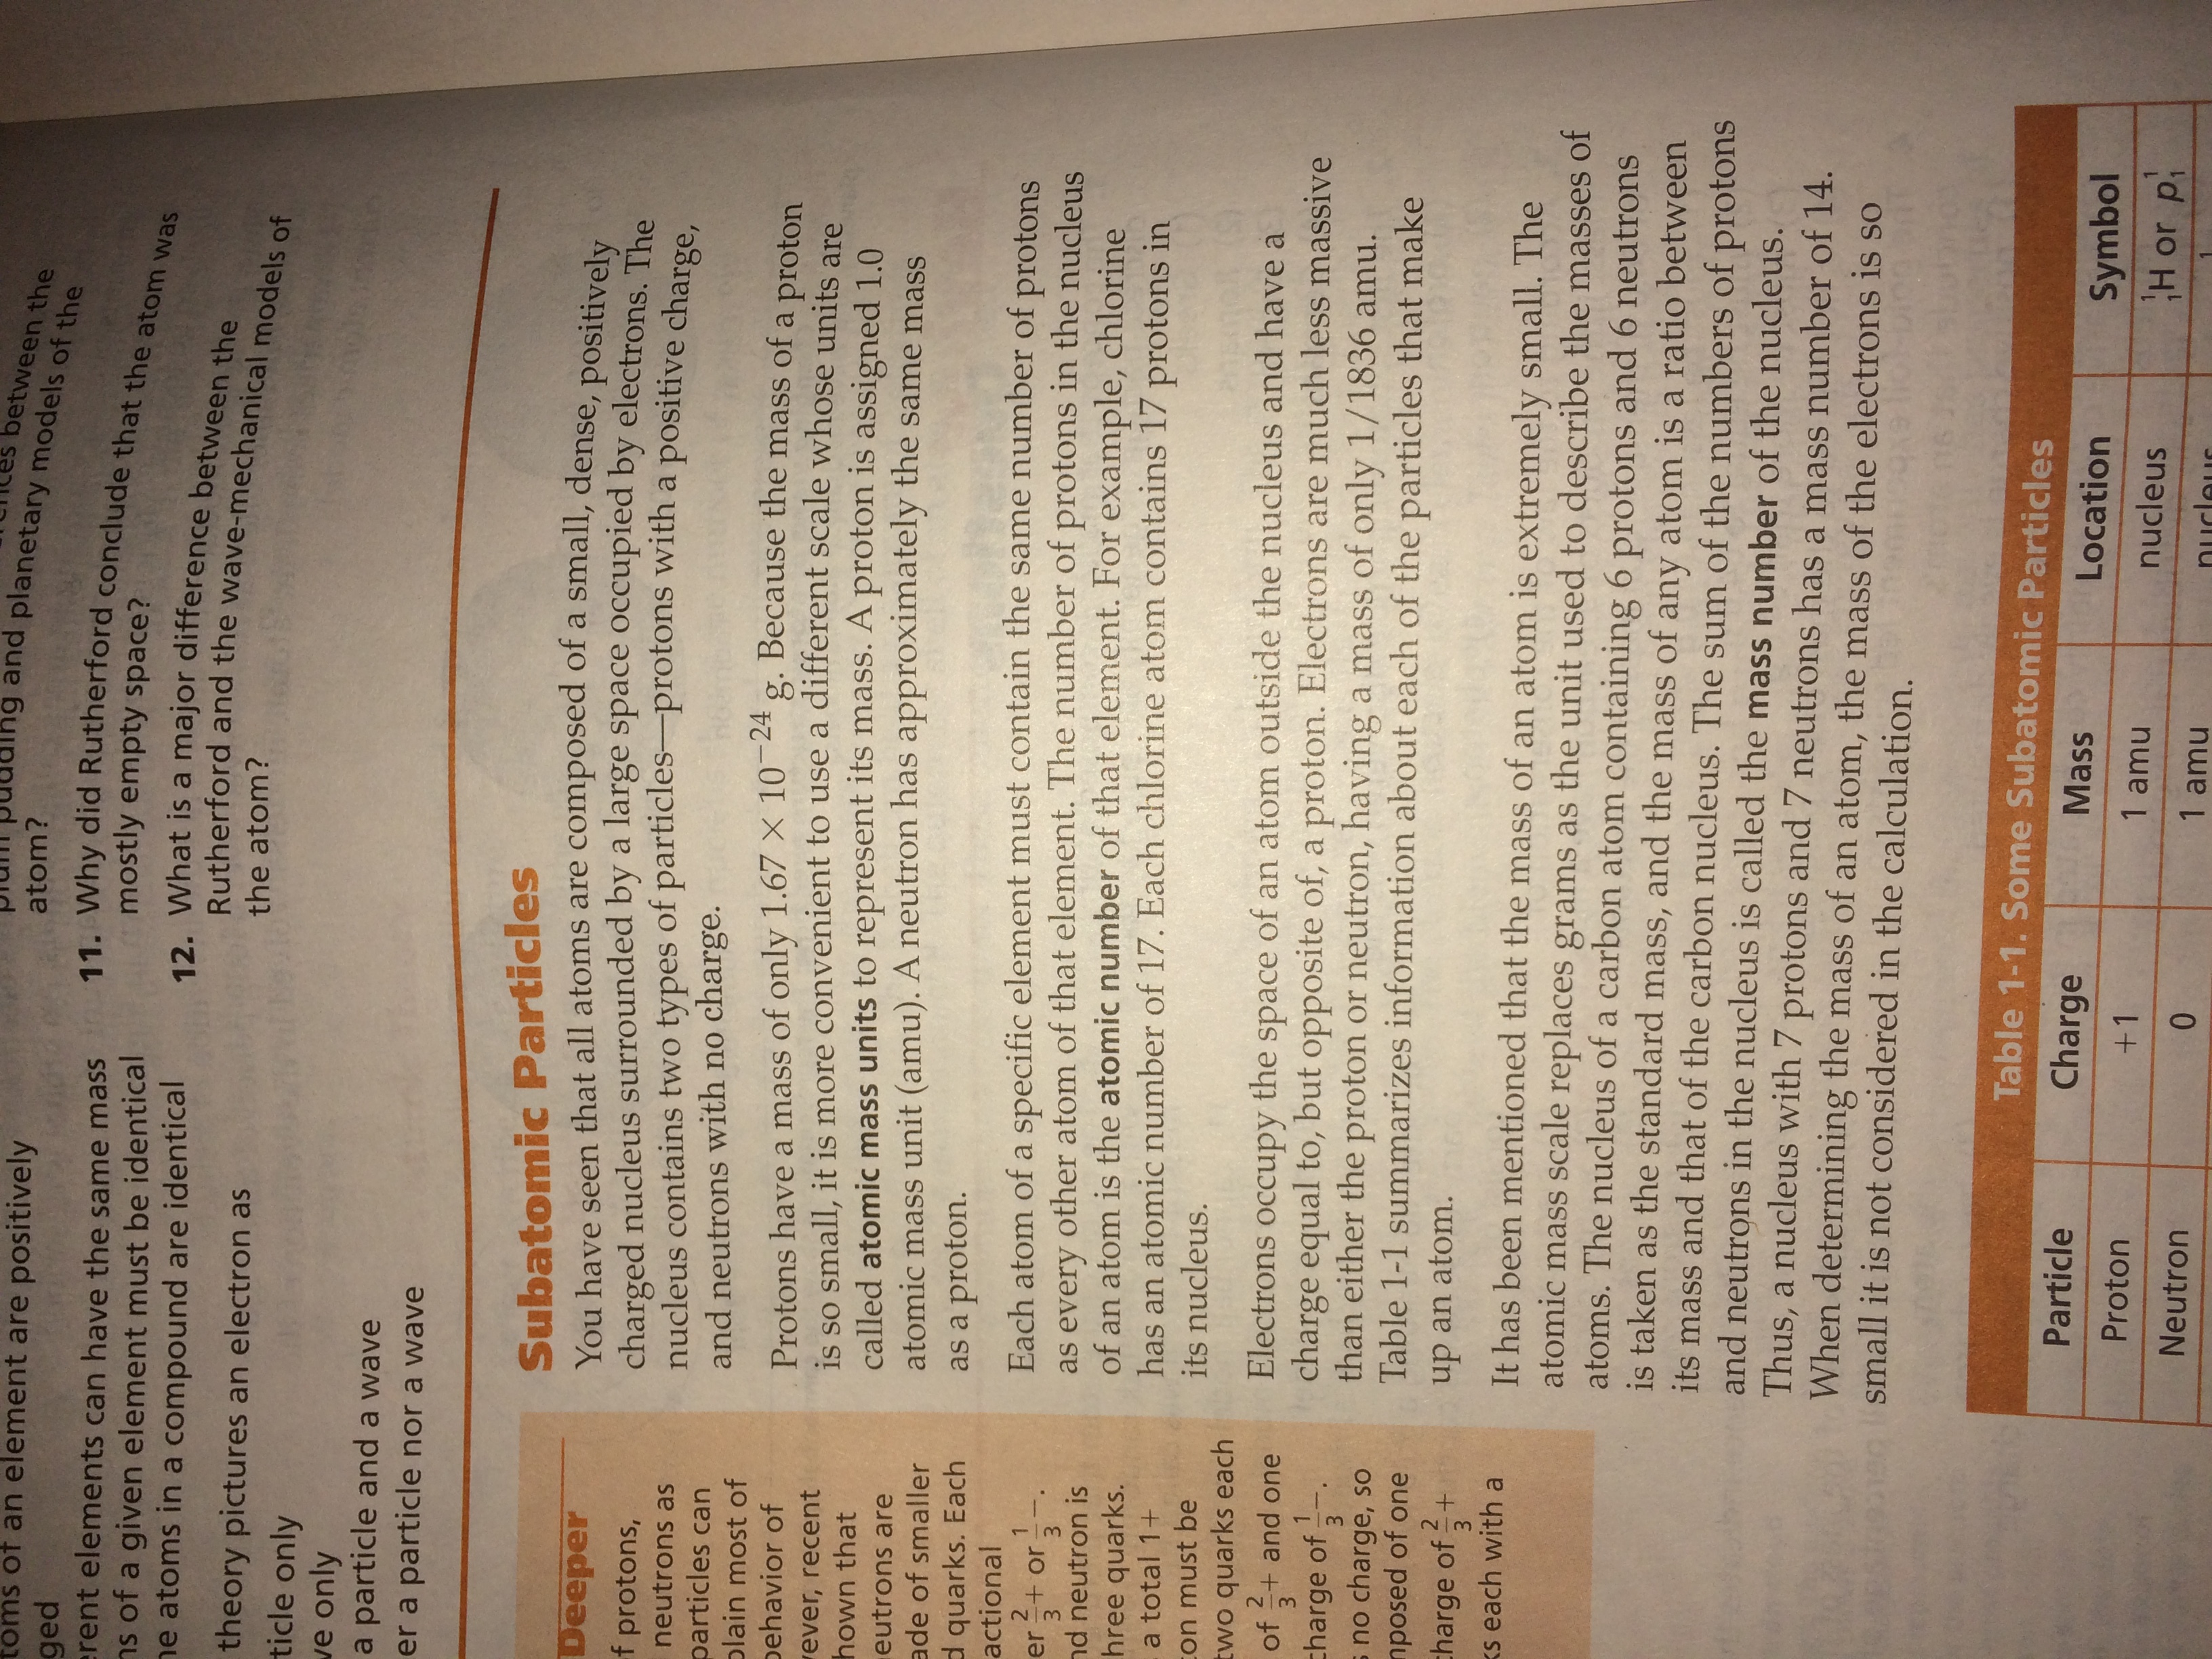 toms of an element are positively
ged
erent elements can have the same mass
ns of a given element must be identical
ne atoms in a compound are identical
theory pictures an electron as
ticle only
ve only
a particle and a wave
er a particle nor a wave
between the
plum pudding and planetary models of the
atom?
11. Why did Rutherford conclude that the atom was
mostly empty space?
12. What is a major difference between the
Rutherford and the wave-mechanical models of
the atom?
Deeper
f protons,
neutrons as
particles can
plain most of
behavior of
ever, recent
hown that
eutrons are
ade of smaller
d quarks. Each
actional
er 2/3+ or 1/3−.
nd neutron is
hree quarks.
a total 1+
ton must be
two quarks each
of 2/3+ and one
charge of 1/3−.
s no charge, so
mposed of one
charge of 2/3+
ks each with a
Subatomic Particles
You have seen that all atoms are composed of a small, dense, positively
charged nucleus surrounded by a large space occupied by electrons. The
nucleus contains two types of particles—protons with a positive charge,
and neutrons with no charge.
Protons have a mass of only 1.67 × 10⁻²⁴ g. Because the mass of a proton
is so small, it is more convenient to use a different scale whose units are
called atomic mass units to represent its mass. A proton is assigned 1.0
atomic mass unit (amu). A neutron has approximately the same mass
as a proton.
Each atom of a specific element must contain the same number of protons
as every other atom of that element. The number of protons in the nucleus
of an atom is the atomic number of that element. For example, chlorine
has an atomic number of 17. Each chlorine atom contains 17 protons in
its nucleus.
Electrons occupy the space of an atom outside the nucleus and have a
charge equal to, but opposite of, a proton. Electrons are much less massive
than either the proton or neutron, having a mass of only 1/1836 amu.
Table 1-1 summarizes information about each of the particles that make
up an atom.
It has been mentioned that the mass of an atom is extremely small. The
atomic mass scale replaces grams as the unit used to describe the masses of
atoms. The nucleus of a carbon atom containing 6 protons and 6 neutrons
is taken as the standard mass, and the mass of any atom is a ratio between
its mass and that of the carbon nucleus. The sum of the numbers of protons
and neutrons in the nucleus is called the mass number of the nucleus.
Thus, a nucleus with 7 protons and 7 neutrons has a mass number of 14.
When determining the mass of an atom, the mass of the electrons is so
small it is not considered in the calculation.
Table 1-1. Some Subatomic Particles
Particle Charge Mass Location Symbol
Proton +1 1 amu nucleus ¹₁H or p¹₁
Neutron 0 1 amu nucleus